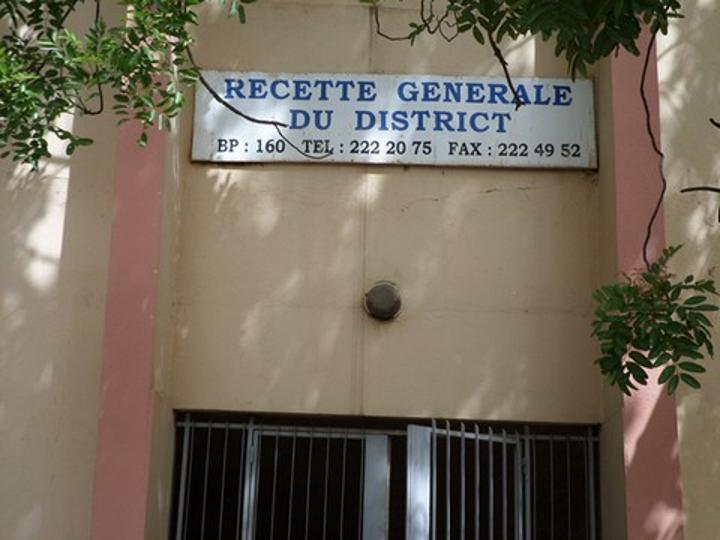 RECETTE GENERALE
DU DISTRICT
BP : 160 TEL : 222 20 75 FAX : 222 49 52